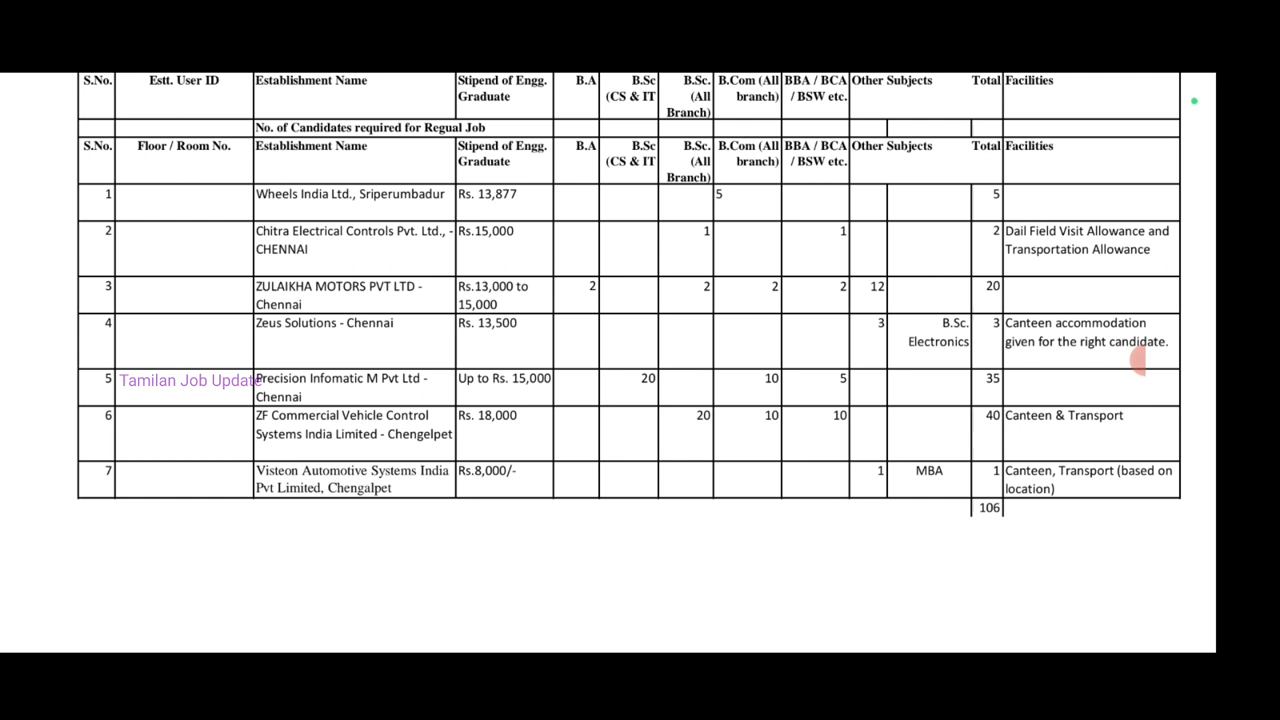 S.No. Estt. User ID Establishment Name Stipend of Engg. B.A B.Sc B.Sc. B.Com (All BBA / BCA Other Subjects Total Facilities
Graduate (CS & IT (All branch) / BSW etc.
Branch)
No. of Candidates required for Regual Job
S.No. Floor / Room No. Establishment Name Stipend of Engg. B.A B.Sc B.Sc. B.Com (All BBA / BCA Other Subjects Total Facilities
Graduate (CS & IT (All branch) / BSW etc.
Branch)
1 Wheels India Ltd., Sriperumbadur Rs. 13,877 5 5
2 Chitra Electrical Controls Pvt. Ltd., - Rs.15,000 1 1 2 Dail Field Visit Allowance and
CHENNAI Transportation Allowance
3 ZULAIKHA MOTORS PVT LTD - Rs.13,000 to 2 2 2 2 12 20
Chennai 15,000
4 Zeus Solutions - Chennai Rs. 13,500 3 B.Sc. 3 Canteen accommodation
Electronics given for the right candidate.
5 Tamilan Job Update Precision Infomatic M Pvt Ltd - Up to Rs. 15,000 20 10 5 35
Chennai
6 ZF Commercial Vehicle Control Rs. 18,000 20 10 10 40 Canteen & Transport
Systems India Limited - Chengelpet
7 Visteon Automotive Systems India Rs.8,000/- 1 MBA 1 Canteen, Transport (based on
Pvt Limited, Chengalpet location)
106